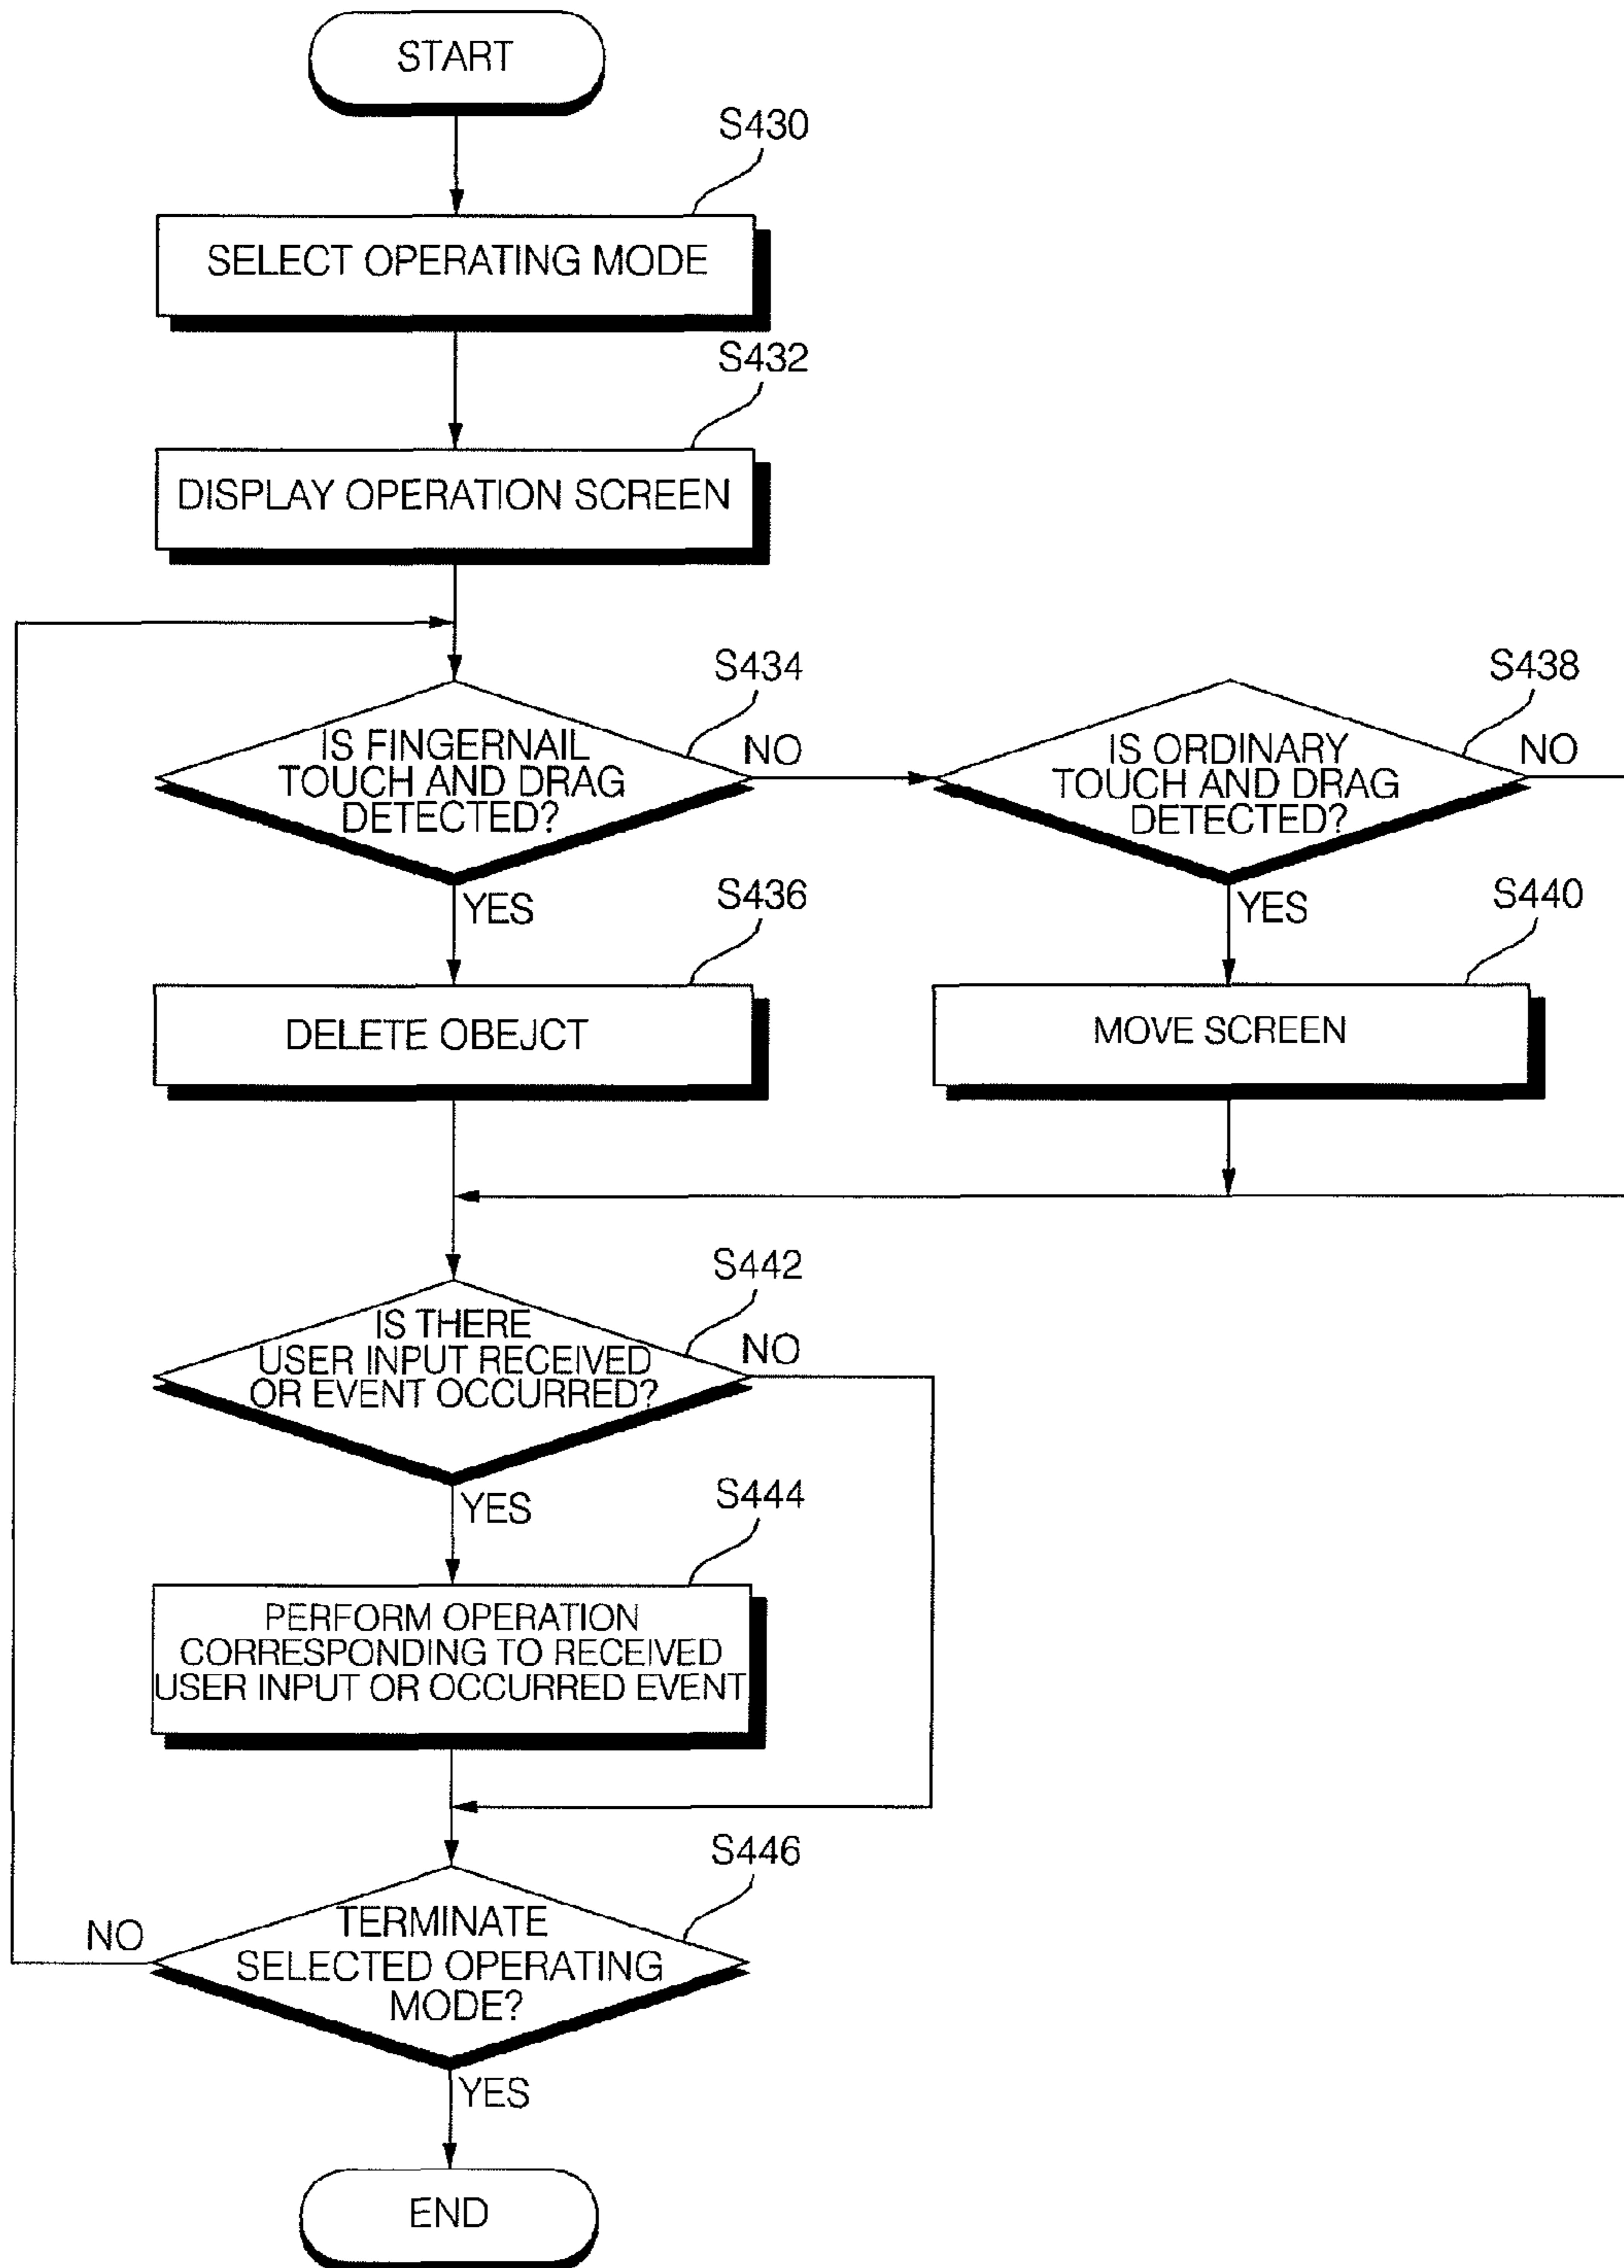 START
S430
SELECT OPERATING MODE
S432
DISPLAY OPERATION SCREEN
S434
IS FINGERNAIL
TOUCH AND DRAG
DETECTED?
NO
S438
IS ORDINARY
TOUCH AND DRAG
DETECTED?
NO
YES
S436
DELETE OBEJCT
YES
S440
MOVE SCREEN
S442
IS THERE
USER INPUT RECEIVED
OR EVENT OCCURRED?
NO
YES
S444
PERFORM OPERATION
CORRESPONDING TO RECEIVED
USER INPUT OR OCCURRED EVENT
S446
TERMINATE
SELECTED OPERATING
MODE?
NO
YES
END